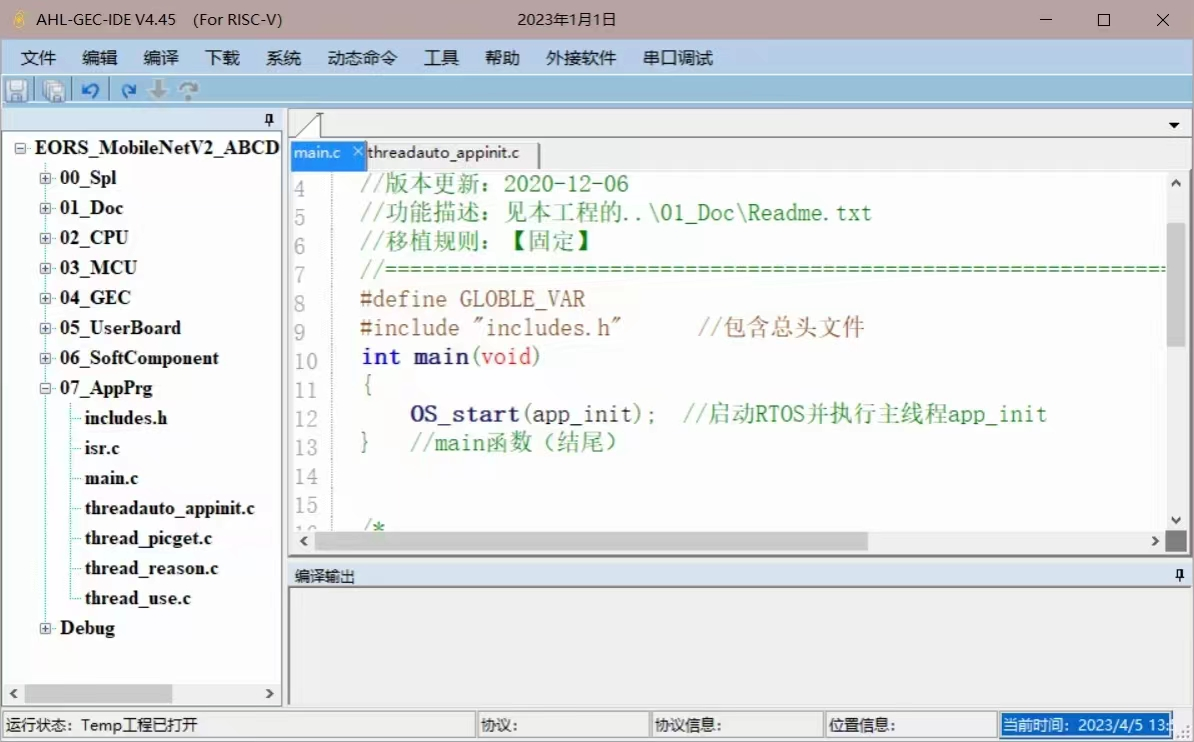 AHL-GEC-IDE V4.45 (For RISC-V) 2023年1月1日
文件 编辑 编译 下载 系统 动态命令 工具 帮助 外接软件 串口调试
EORS_MobileNetV2_ABCD
00_Spl
01_Doc
02_CPU
03_MCU
04_GEC
05_UserBoard
06_SoftComponent
07_AppPrg
includes.h
isr.c
main.c
threadauto_appinit.c
thread_picget.c
thread_reason.c
thread_use.c
Debug
main.c threadauto_appinit.c
4 //版本更新：2020-12-06
5 //功能描述：见本工程的..\01_Doc\Readme.txt
6 //移植规则：【固定】
7 //==============================================================
8 #define GLOBLE_VAR
9 #include "includes.h" //包含总头文件
10 int main(void)
11 {
12 OS_start(app_init); //启动RTOS并执行主线程app_init
13 } //main函数（结尾）
14
15
/*
编译输出
运行状态：Temp工程已打开 协议： 协议信息： 位置信息： 当前时间：2023/4/5 13: